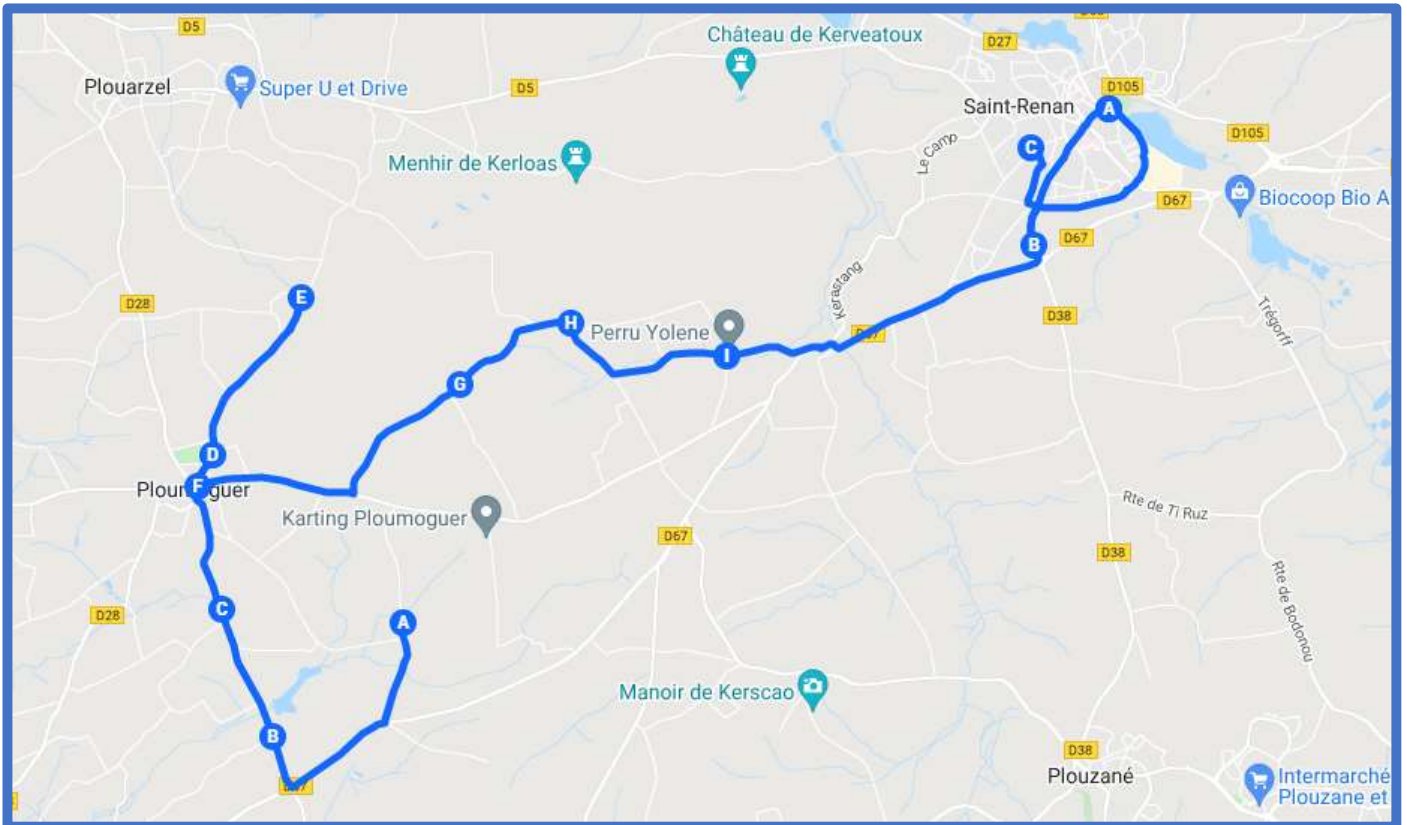 D5
Château de Kerveatoux
D27
Plouarzel
Super U et Drive
D5
Saint-Renan
D105
A
D105
C
Le Camp
Menhir de Kerloas
D67
Biocoop Bio A
B
D67
Kerastang
E
D28
D38
Trégorff
H
Perru Yolene
I
G
D
F
Karting Ploumoguer
Rte de Ti Ruz
D67
D38
Rte de Bodonou
C
D28
A
Manoir de Kerscao
B
D38
Plouzané
Intermarché
Plouzane et